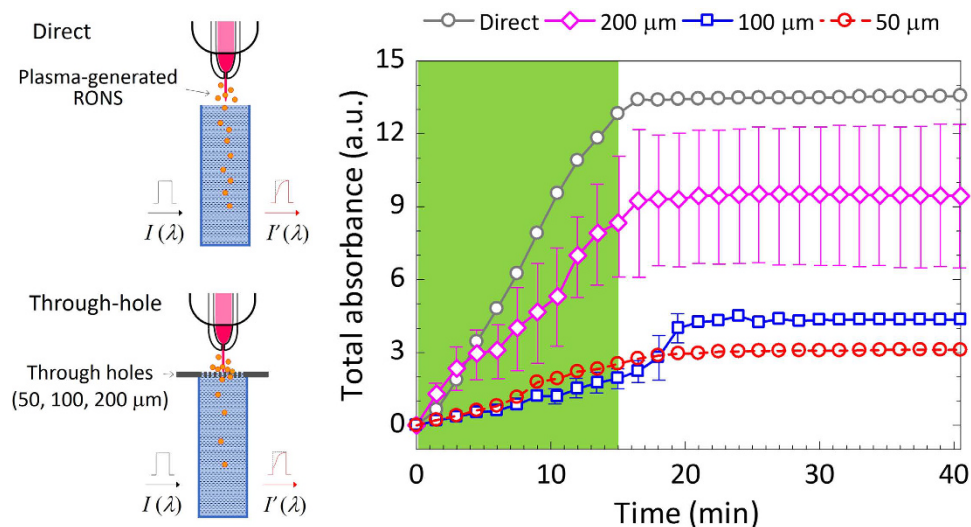 Direct
Plasma-generated
RONS
I (λ)
I′(λ)
Through-hole
Through holes
(50, 100, 200 μm)
I (λ)
I′(λ)
Direct
200 μm
100 μm
50 μm
Total absorbance (a.u.)
15
12
9
6
3
0
0
10
20
30
40
Time (min)